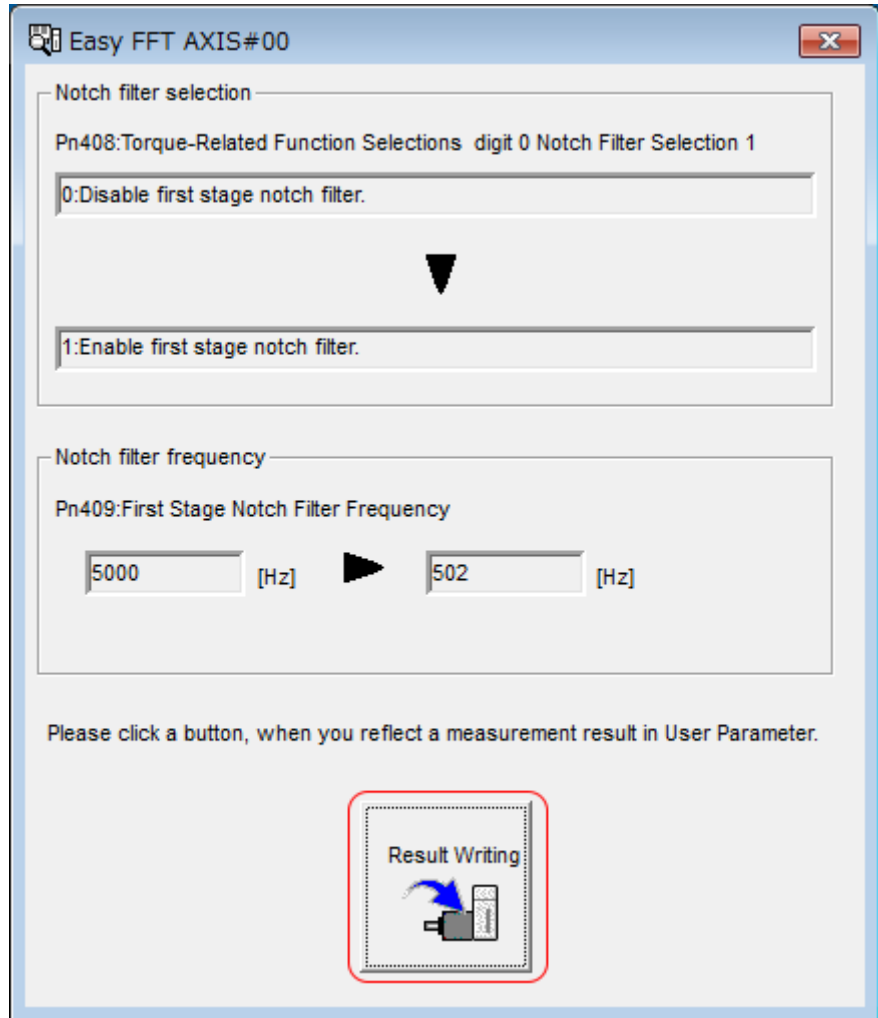 Easy FFT AXIS#00
Notch filter selection
Pn408:Torque-Related Function Selections  digit 0 Notch Filter Selection 1
0:Disable first stage notch filter.
1:Enable first stage notch filter.
Notch filter frequency
Pn409:First Stage Notch Filter Frequency
5000 [Hz] 502 [Hz]
Please click a button, when you reflect a measurement result in User Parameter.
Result Writing